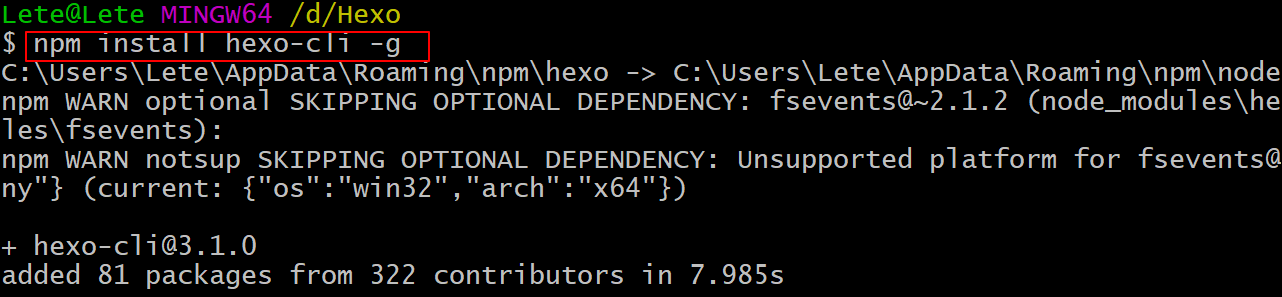 Lete@Lete MINGW64 /d/Hexo
$ npm install hexo-cli -g
C:\Users\Lete\AppData\Roaming\npm\hexo -> C:\Users\Lete\AppData\Roaming\npm\node
npm WARN optional SKIPPING OPTIONAL DEPENDENCY: fsevents@~2.1.2 (node_modules\he
les\fsevents):
npm WARN notsup SKIPPING OPTIONAL DEPENDENCY: Unsupported platform for fsevents@
ny"} (current: {"os":"win32","arch":"x64"})
+ hexo-cli@3.1.0
added 81 packages from 322 contributors in 7.985s